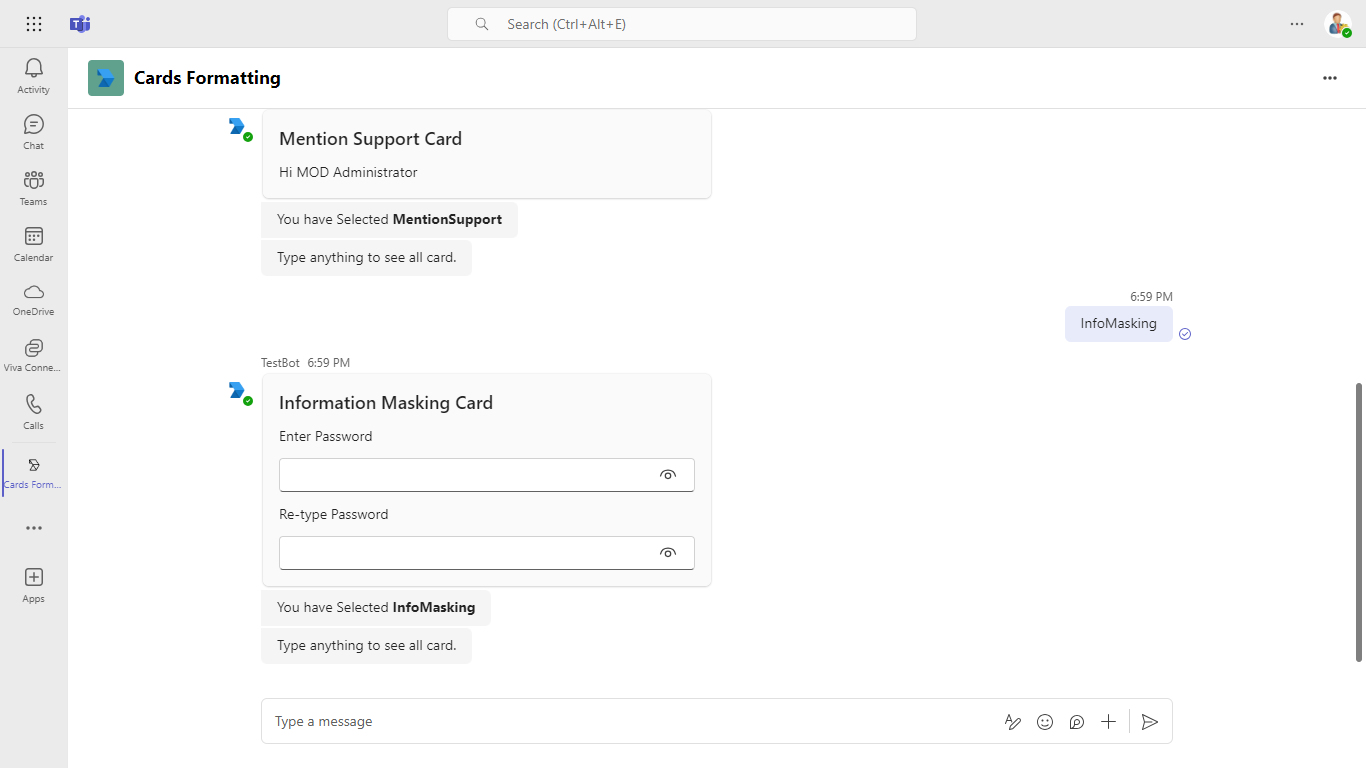 Search (Ctrl+Alt+E)
Activity
Chat
Teams
Calendar
OneDrive
Viva Conne...
Calls
Cards Form...
Apps
Cards Formatting
Mention Support Card
Hi MOD Administrator
You have Selected MentionSupport
Type anything to see all card.
6:59 PM
InfoMasking
TestBot 6:59 PM
Information Masking Card
Enter Password
Re-type Password
You have Selected InfoMasking
Type anything to see all card.
Type a message